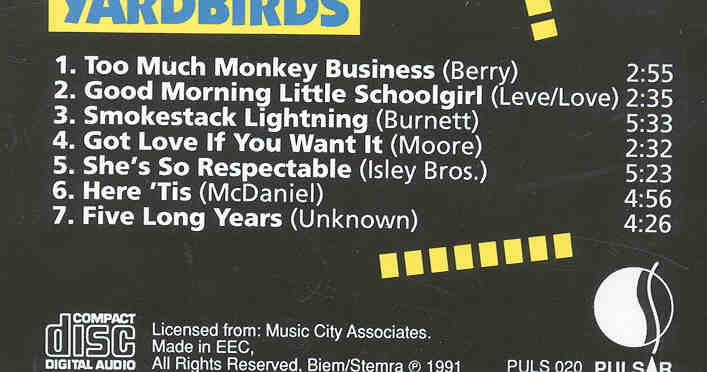 YARDBIRDS
1. Too Much Monkey Business (Berry) 2:55
2. Good Morning Little Schoolgirl (Leve/Love) 2:35
3. Smokestack Lightning (Burnett) 5:33
4. Got Love If You Want It (Moore) 2:32
5. She's So Respectable (Isley Bros.) 5:23
6. Here 'Tis (McDaniel) 4:56
7. Five Long Years (Unknown) 4:26
COMPACT
disc
DIGITAL AUDIO
Licensed from: Music City Associates.
Made in EEC,
All Rights Reserved, Biem/Stemra ℗ 1991
PULS 020 PULSAR